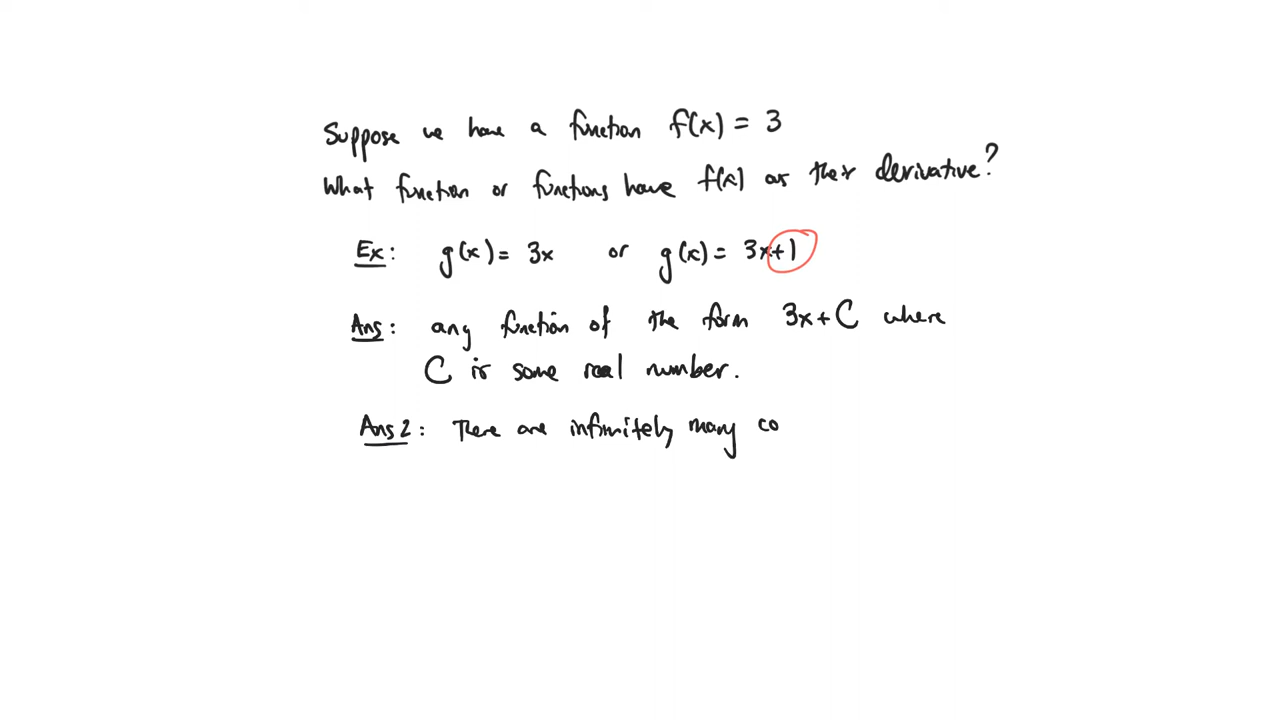 Suppose we have a function f(x) = 3
What function or functions have f(x) as their derivative?
Ex: g(x) = 3x or g(x) = 3x+1
Ans: any function of the form 3x + C where
C is some real number.
Ans 2: There are infinitely many co